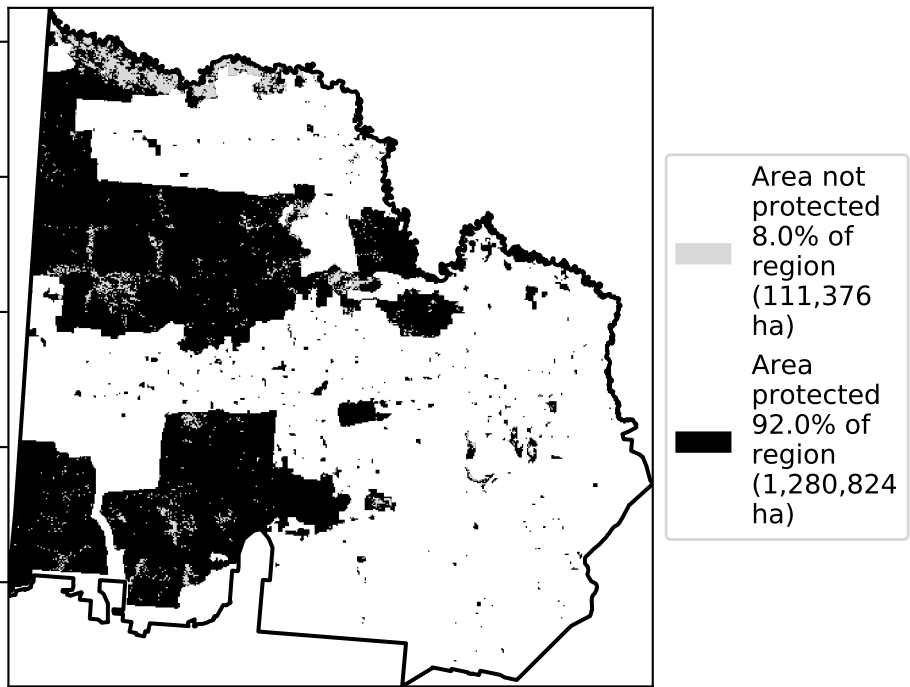 Area not
protected
8.0% of
region
(111,376
ha)
Area
protected
92.0% of
region
(1,280,824
ha)